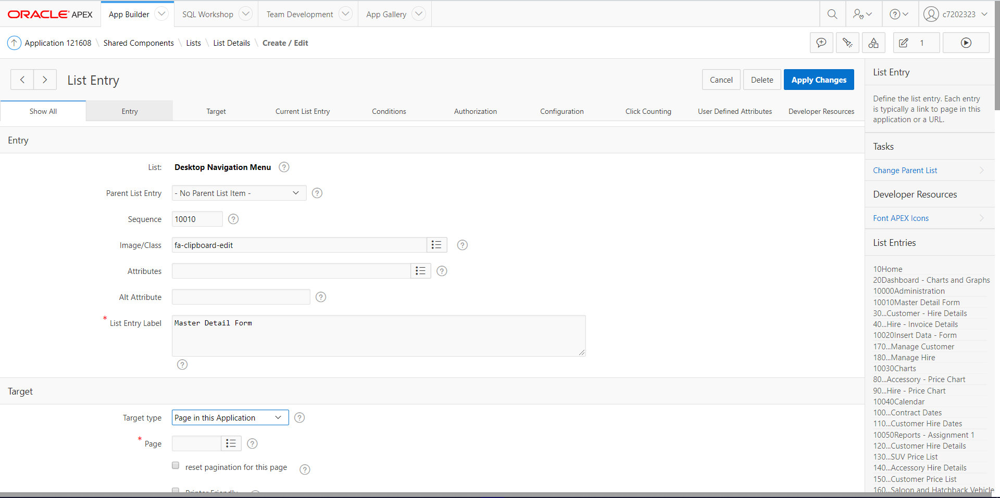 ORACLE APEX
App Builder
SQL Workshop
Team Development
App Gallery
c7202323
Application 121608 \ Shared Components \ Lists \ List Details \ Create / Edit
1
List Entry
Cancel
Delete
Apply Changes
Show All
Entry
Target
Current List Entry
Conditions
Authorization
Configuration
Click Counting
User Defined Attributes
Developer Resources
Entry
List: Desktop Navigation Menu ?
Parent List Entry - No Parent List Item - ?
Sequence 10010 ?
Image/Class fa-clipboard-edit ?
Attributes ?
Alt Attribute ?
* List Entry Label Master Detail Form
?
Target
Target type Page in this Application ?
* Page ?
reset pagination for this page ?
Printer Friendly
List Entry
Define the list entry. Each entry
is typically a link to page in this
application or a URL.
Tasks
Change Parent List
Developer Resources
Font APEX Icons
List Entries
10Home
20Dashboard - Charts and Graphs
10000Administration
10010Master Detail Form
30...Customer - Hire Details
40...Hire - Invoice Details
10020Insert Data - Form
170...Manage Customer
180...Manage Hire
10030Charts
80...Accessory - Price Chart
90...Hire - Price Chart
10040Calendar
100...Contract Dates
110...Customer Hire Dates
10050Reports - Assignment 1
120...Customer Hire Details
130...SUV Price List
140...Accessory Hire Details
150...Customer Price List
160...Saloon and Hatchback Vehicle